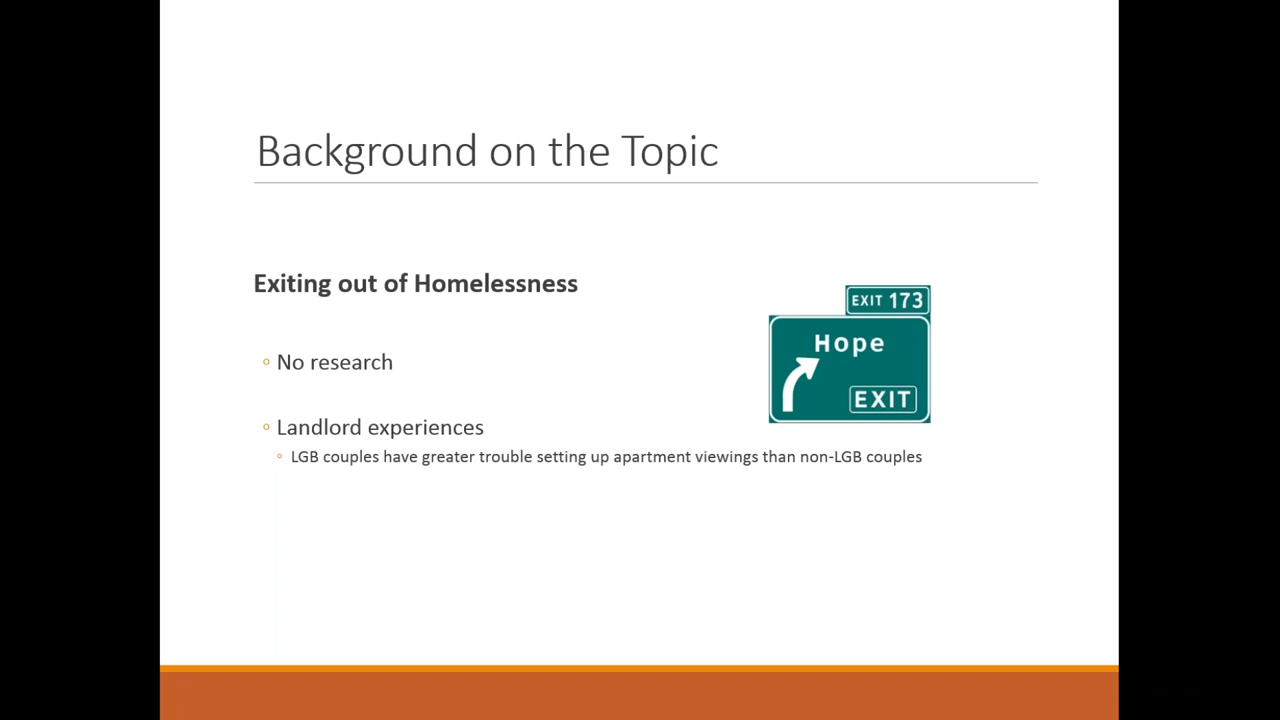 Background on the Topic
Exiting out of Homelessness
EXIT 173
Hope
EXIT
◦ No research
◦ Landlord experiences
◦ LGB couples have greater trouble setting up apartment viewings than non-LGB couples